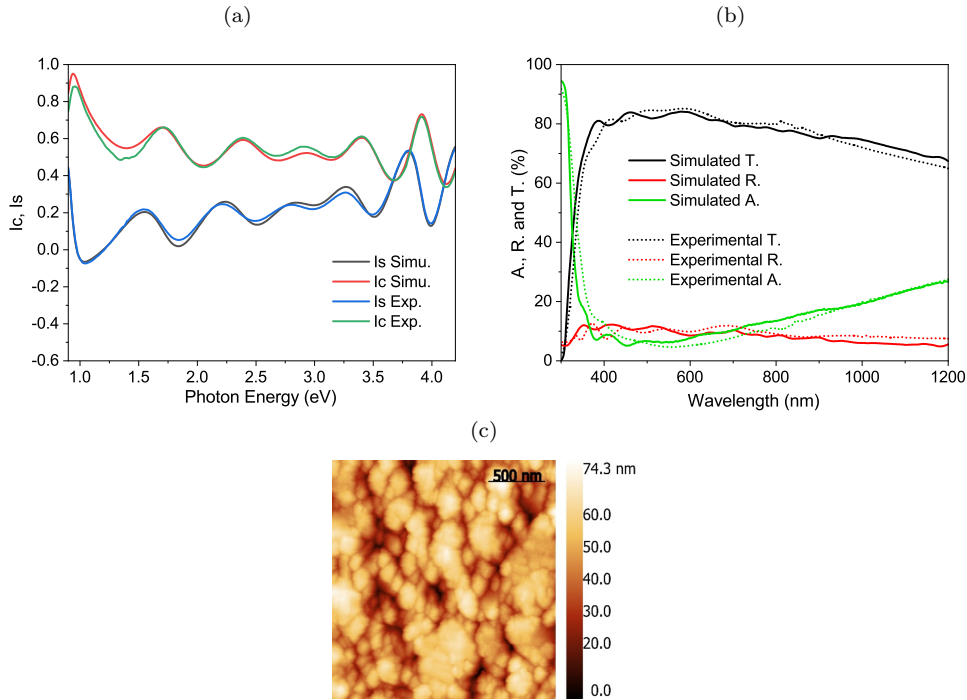 (a)
1.0
0.8
0.6
0.4
0.2
0.0
-0.2
-0.4
-0.6
Ic, Is
Is Simu.
Ic Simu.
Is Exp.
Ic Exp.
1.0 1.5 2.0 2.5 3.0 3.5 4.0
Photon Energy (eV)
(b)
100
80
60
40
20
0
A., R. and T. (%)
Simulated T.
Simulated R.
Simulated A.
Experimental T.
Experimental R.
Experimental A.
400 600 800 1000 1200
Wavelength (nm)
(c)
500 nm
74.3 nm
60.0
50.0
40.0
30.0
20.0
0.0